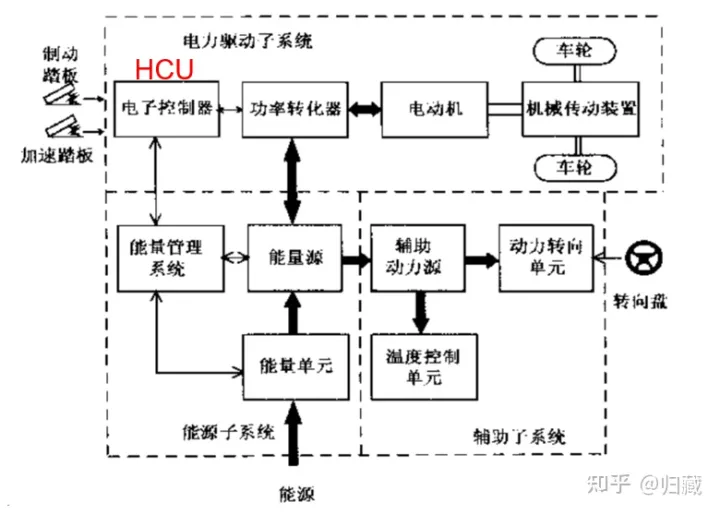 电力驱动子系统
制动
踏板
HCU
车轮
电子控制器
功率转化器
电动机
机械传动装置
加速踏板
车轮
能量管理
系统
能量源
辅助
动力源
动力转向
单元
转向盘
能量单元
温度控制
单元
能源子系统
辅助子系统
能源
知乎 @归藏